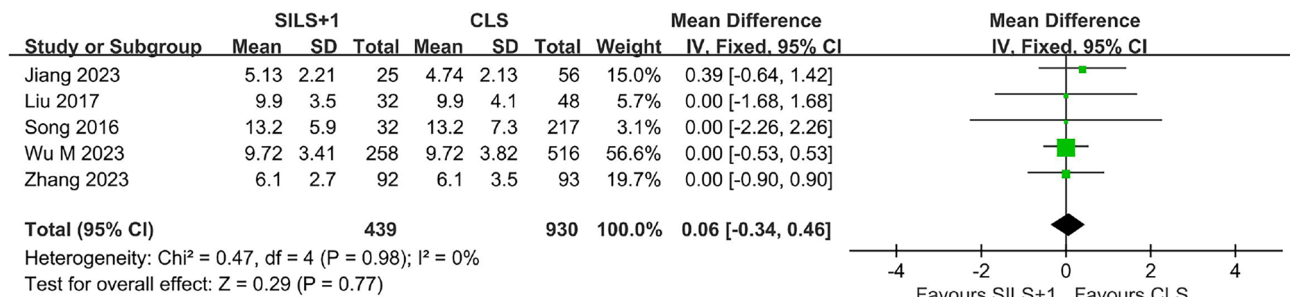 SILS+1 CLS Mean Difference Mean Difference
Study or Subgroup Mean SD Total Mean SD Total Weight IV, Fixed, 95% CI IV, Fixed, 95% CI
Jiang 2023 5.13 2.21 25 4.74 2.13 56 15.0% 0.39 [-0.64, 1.42]
Liu 2017 9.9 3.5 32 9.9 4.1 48 5.7% 0.00 [-1.68, 1.68]
Song 2016 13.2 5.9 32 13.2 7.3 217 3.1% 0.00 [-2.26, 2.26]
Wu M 2023 9.72 3.41 258 9.72 3.82 516 56.6% 0.00 [-0.53, 0.53]
Zhang 2023 6.1 2.7 92 6.1 3.5 93 19.7% 0.00 [-0.90, 0.90]
Total (95% CI) 439 930 100.0% 0.06 [-0.34, 0.46]
Heterogeneity: Chi² = 0.47, df = 4 (P = 0.98); I² = 0%
Test for overall effect: Z = 0.29 (P = 0.77)
-4 -2 0 2 4
Favours SILS+1 Favours CLS